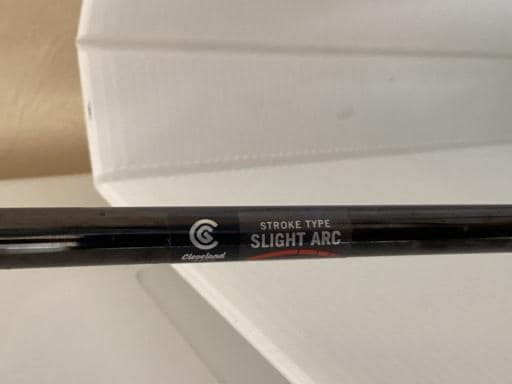 STROKE TYPE
SLIGHT ARC
Cleveland